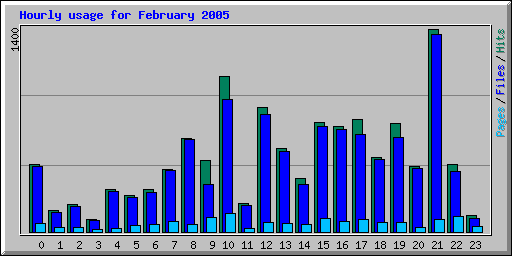 Hourly usage for February 2005
1400
Pages/Files/Hits
0 1 2 3 4 5 6 7 8 9 10 11 12 13 14 15 16 17 18 19 20 21 22 23